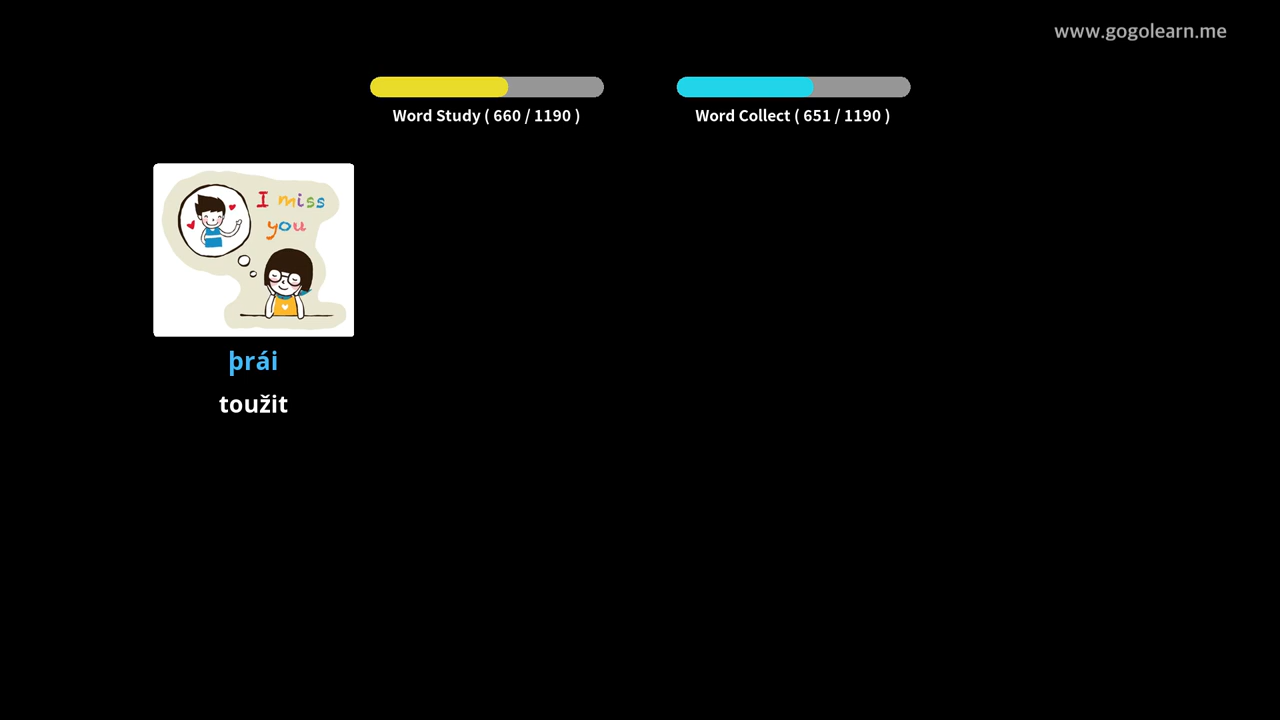 www.gogolearn.me
Word Study ( 660 / 1190 )
Word Collect ( 651 / 1190 )
I miss
you
þrái
toužit